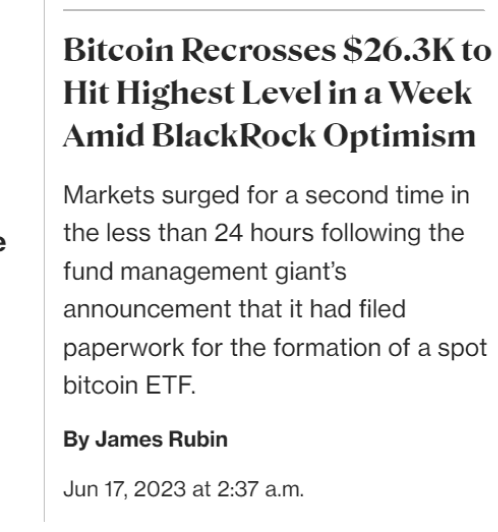 Bitcoin Recrosses $26.3K to
Hit Highest Level in a Week
Amid BlackRock Optimism
Markets surged for a second time in
the less than 24 hours following the
fund management giant’s
announcement that it had filed
paperwork for the formation of a spot
bitcoin ETF.
By James Rubin
Jun 17, 2023 at 2:37 a.m.